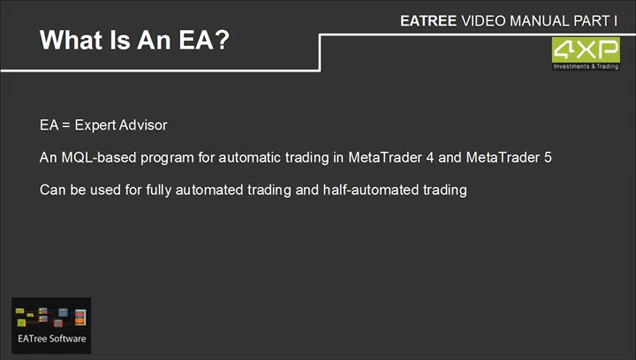 EATREE VIDEO MANUAL PART I
What Is An EA?
4XP
Investments & Trading
EA = Expert Advisor
An MQL-based program for automatic trading in MetaTrader 4 and MetaTrader 5
Can be used for fully automated trading and half-automated trading
EATree Software